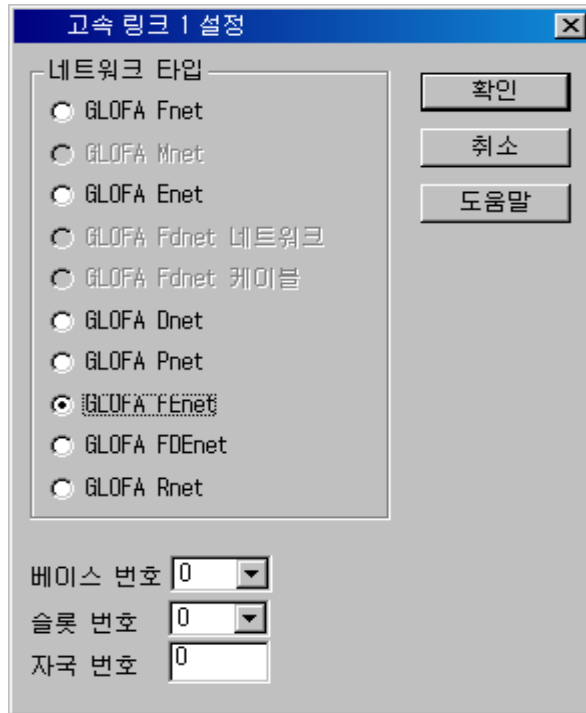 고속 링크 1 설정
네트워크 타입
GLOFA Fnet
GLOFA Mnet
GLOFA Enet
GLOFA Fdnet 네트워크
GLOFA Fdnet 케이블
GLOFA Dnet
GLOFA Pnet
GLOFA FEnet
GLOFA FDEnet
GLOFA Rnet
확인
취소
도움말
베이스 번호 0
슬롯 번호 0
자국 번호 0